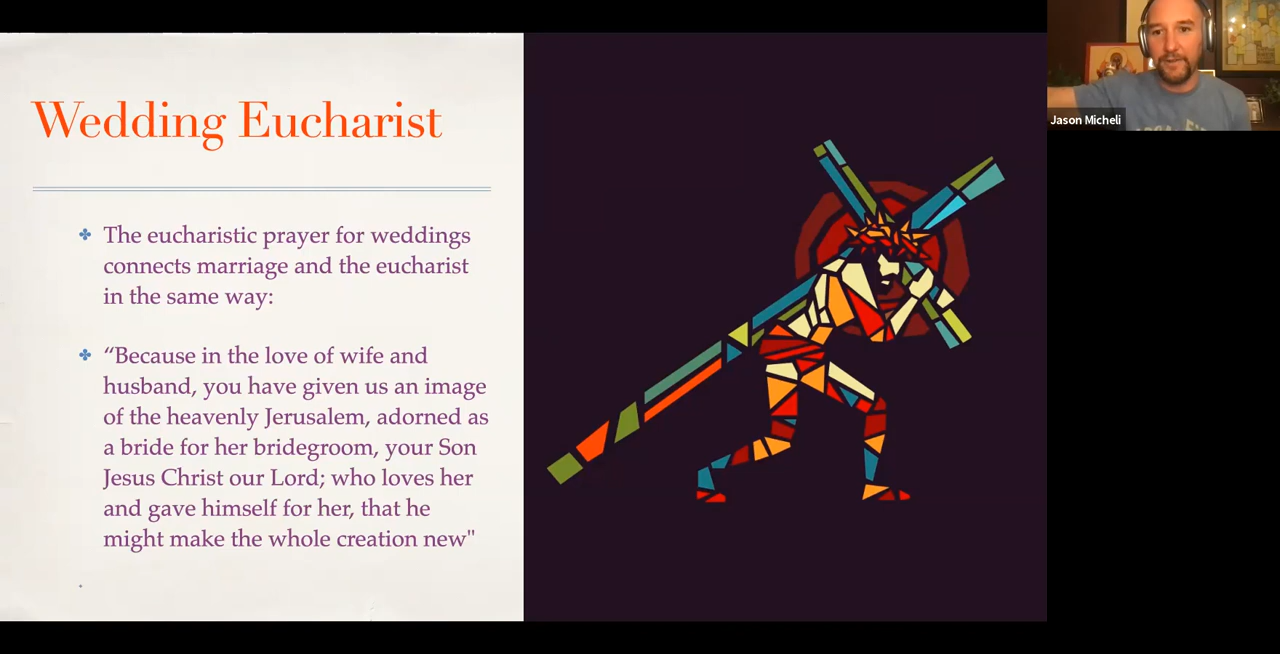 Wedding Eucharist
The eucharistic prayer for weddings
connects marriage and the eucharist
in the same way:
“Because in the love of wife and
husband, you have given us an image
of the heavenly Jerusalem, adorned as
a bride for her bridegroom, your Son
Jesus Christ our Lord; who loves her
and gave himself for her, that he
might make the whole creation new"
Jason Micheli